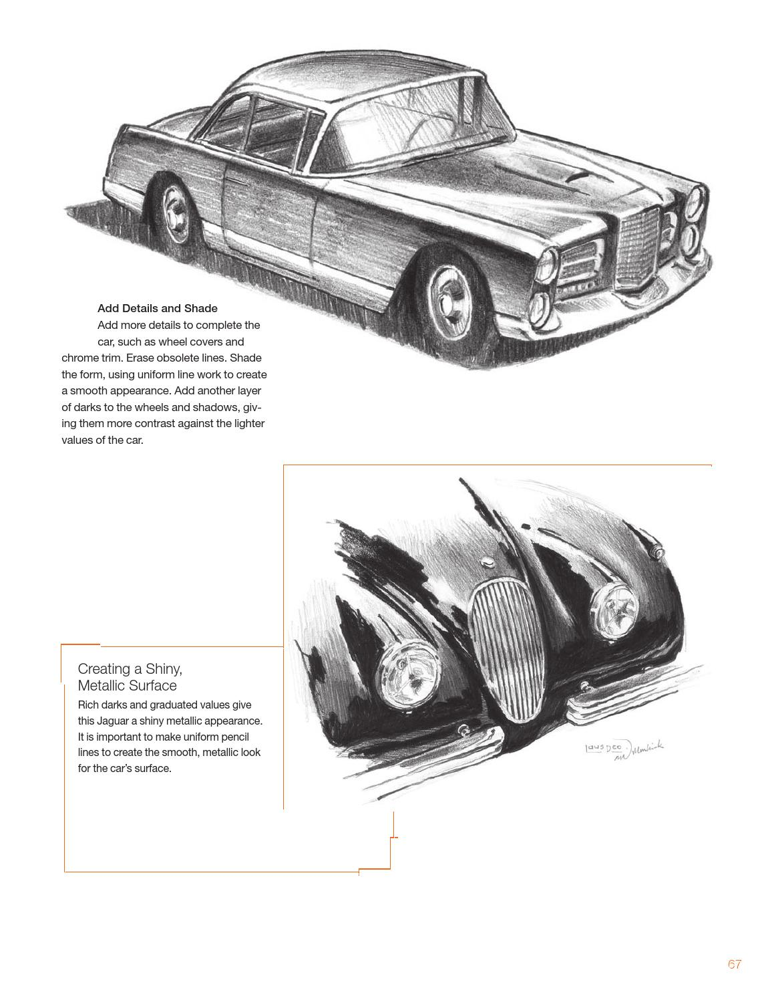 Add Details and Shade
Add more details to complete the
car, such as wheel covers and
chrome trim. Erase obsolete lines. Shade
the form, using uniform line work to create
a smooth appearance. Add another layer
of darks to the wheels and shadows, giv-
ing them more contrast against the lighter
values of the car.
Creating a Shiny,
Metallic Surface
Rich darks and graduated values give
this Jaguar a shiny metallic appearance.
It is important to make uniform pencil
lines to create the smooth, metallic look
for the car's surface.
67